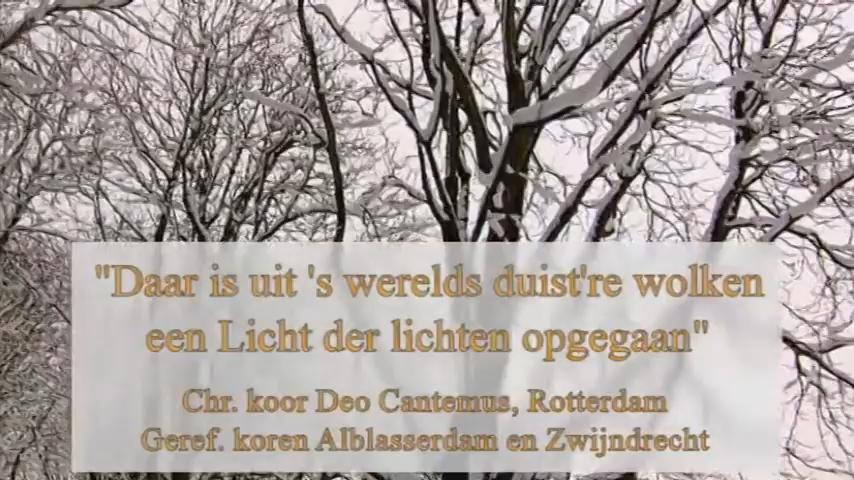 "Daar is uit 's werelds duist're wolken
een Licht der lichten opgegaan"
Chr. koor Deo Cantemus, Rotterdam
Geref. koren Alblasserdam en Zwijndrecht